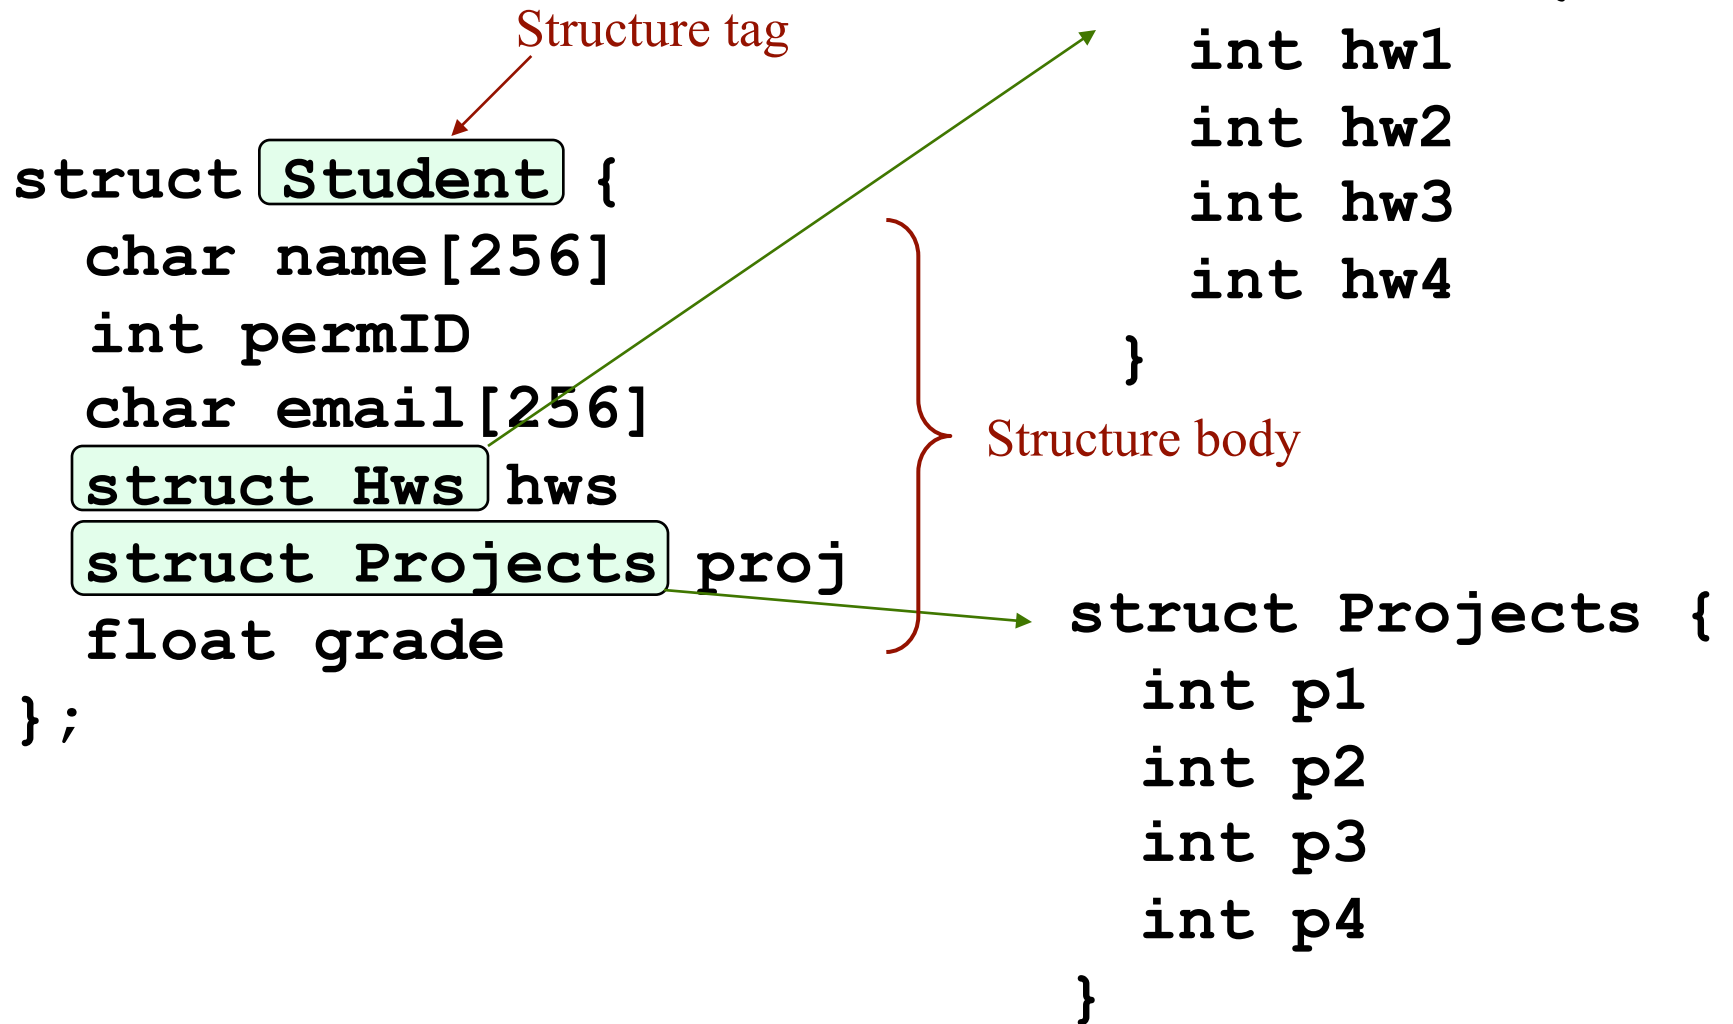 Structure tag
struct Student {
char name[256]
int permID
char email[256]
struct Hws hws
struct Projects proj
float grade
};
Structure body
int hw1
int hw2
int hw3
int hw4
}
struct Projects {
int p1
int p2
int p3
int p4
}